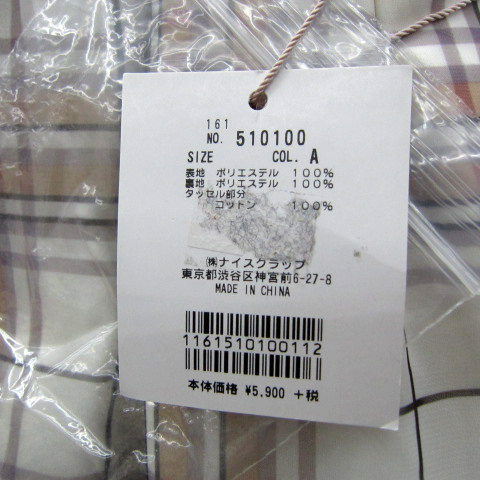 161
NO. 510100
SIZE COL. A
表地 ポリエステル 100%
裏地 ポリエステル 100%
タッセル部分
コットン 100%
㈱ナイスクラップ
東京都渋谷区神宮前6-27-8
MADE IN CHINA
1161510100112
本体価格 ¥5,900 +税